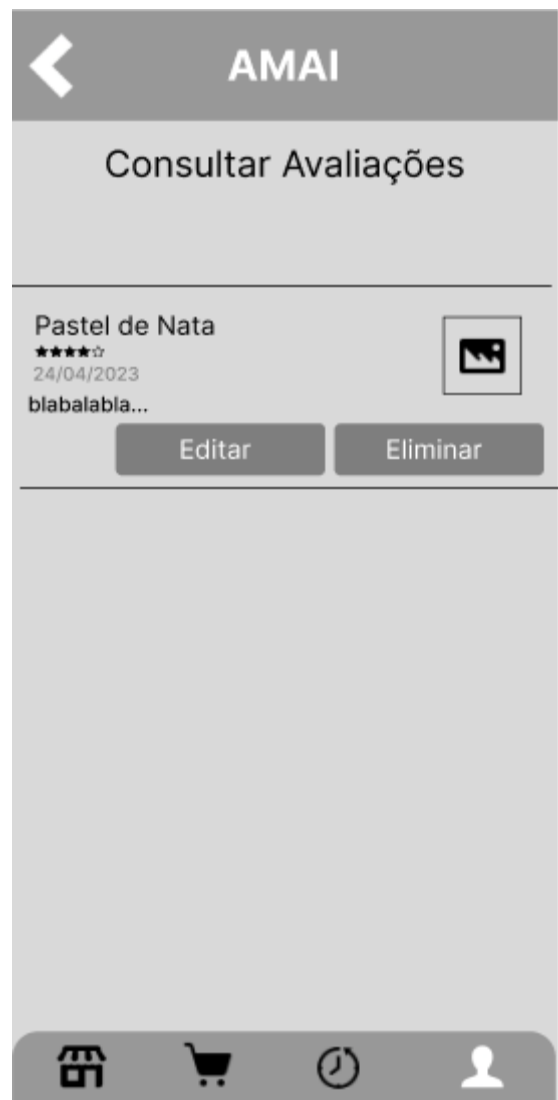 AMAI
Consultar Avaliações
Pastel de Nata
24/04/2023
blabalabla...
Editar
Eliminar